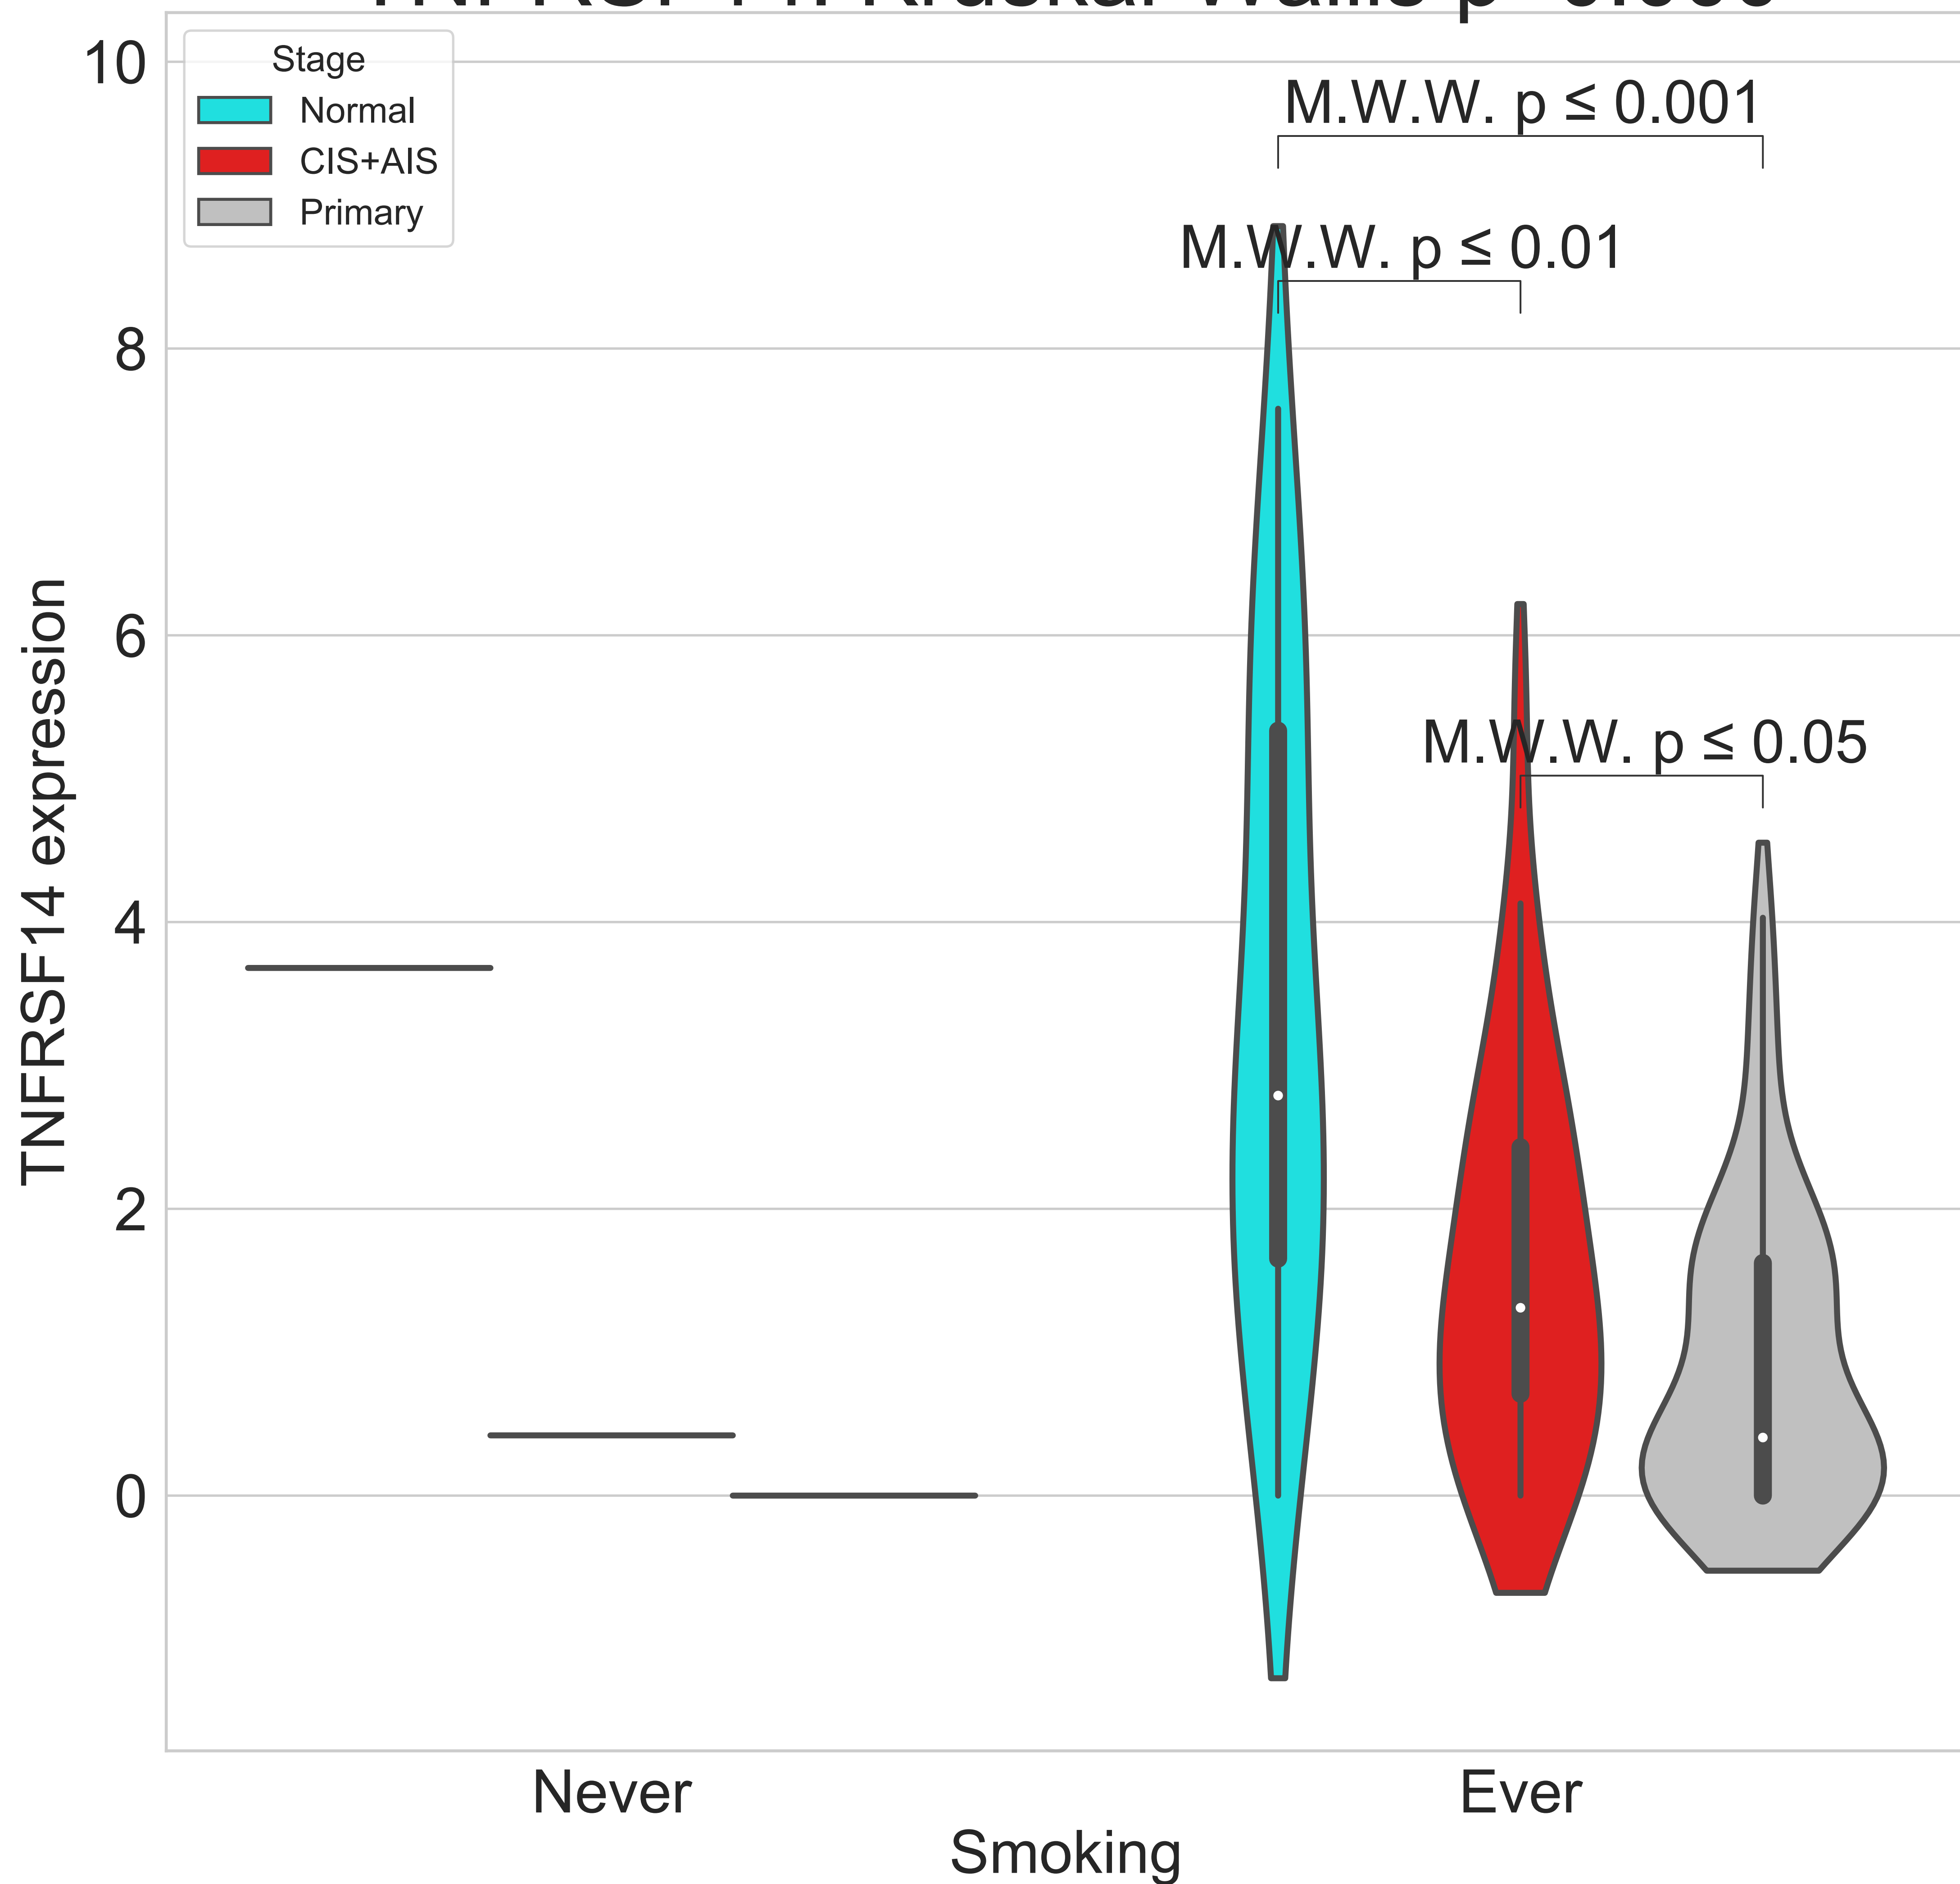 10
8
6
4
2
0
TNFRSF14 expression
Stage
Normal
CIS+AIS
Primary
M.W.W. p ≤ 0.001
M.W.W. p ≤ 0.01
M.W.W. p ≤ 0.05
Never
Ever
Smoking